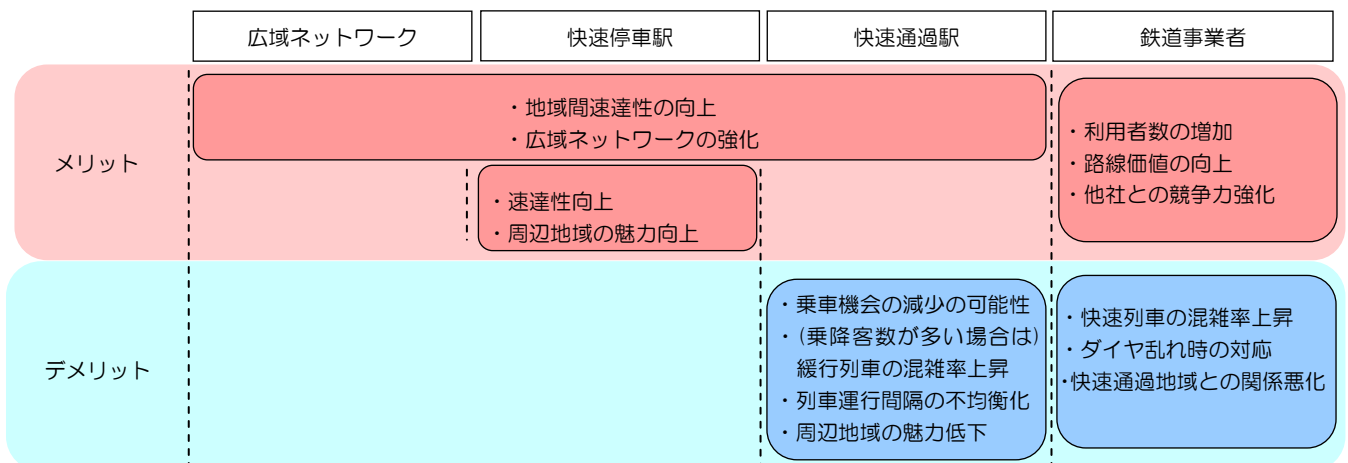 広域ネットワーク
快速停車駅
快速通過駅
鉄道事業者
メリット
・地域間速達性の向上
・広域ネットワークの強化
・速達性向上
・周辺地域の魅力向上
・利用者数の増加
・路線価値の向上
・他社との競争力強化
デメリット
・乗車機会の減少の可能性
・(乗降客数が多い場合は)
緩行列車の混雑率上昇
・列車運行間隔の不均衡化
・周辺地域の魅力低下
・快速列車の混雑率上昇
・ダイヤ乱れ時の対応
・快速通過地域との関係悪化